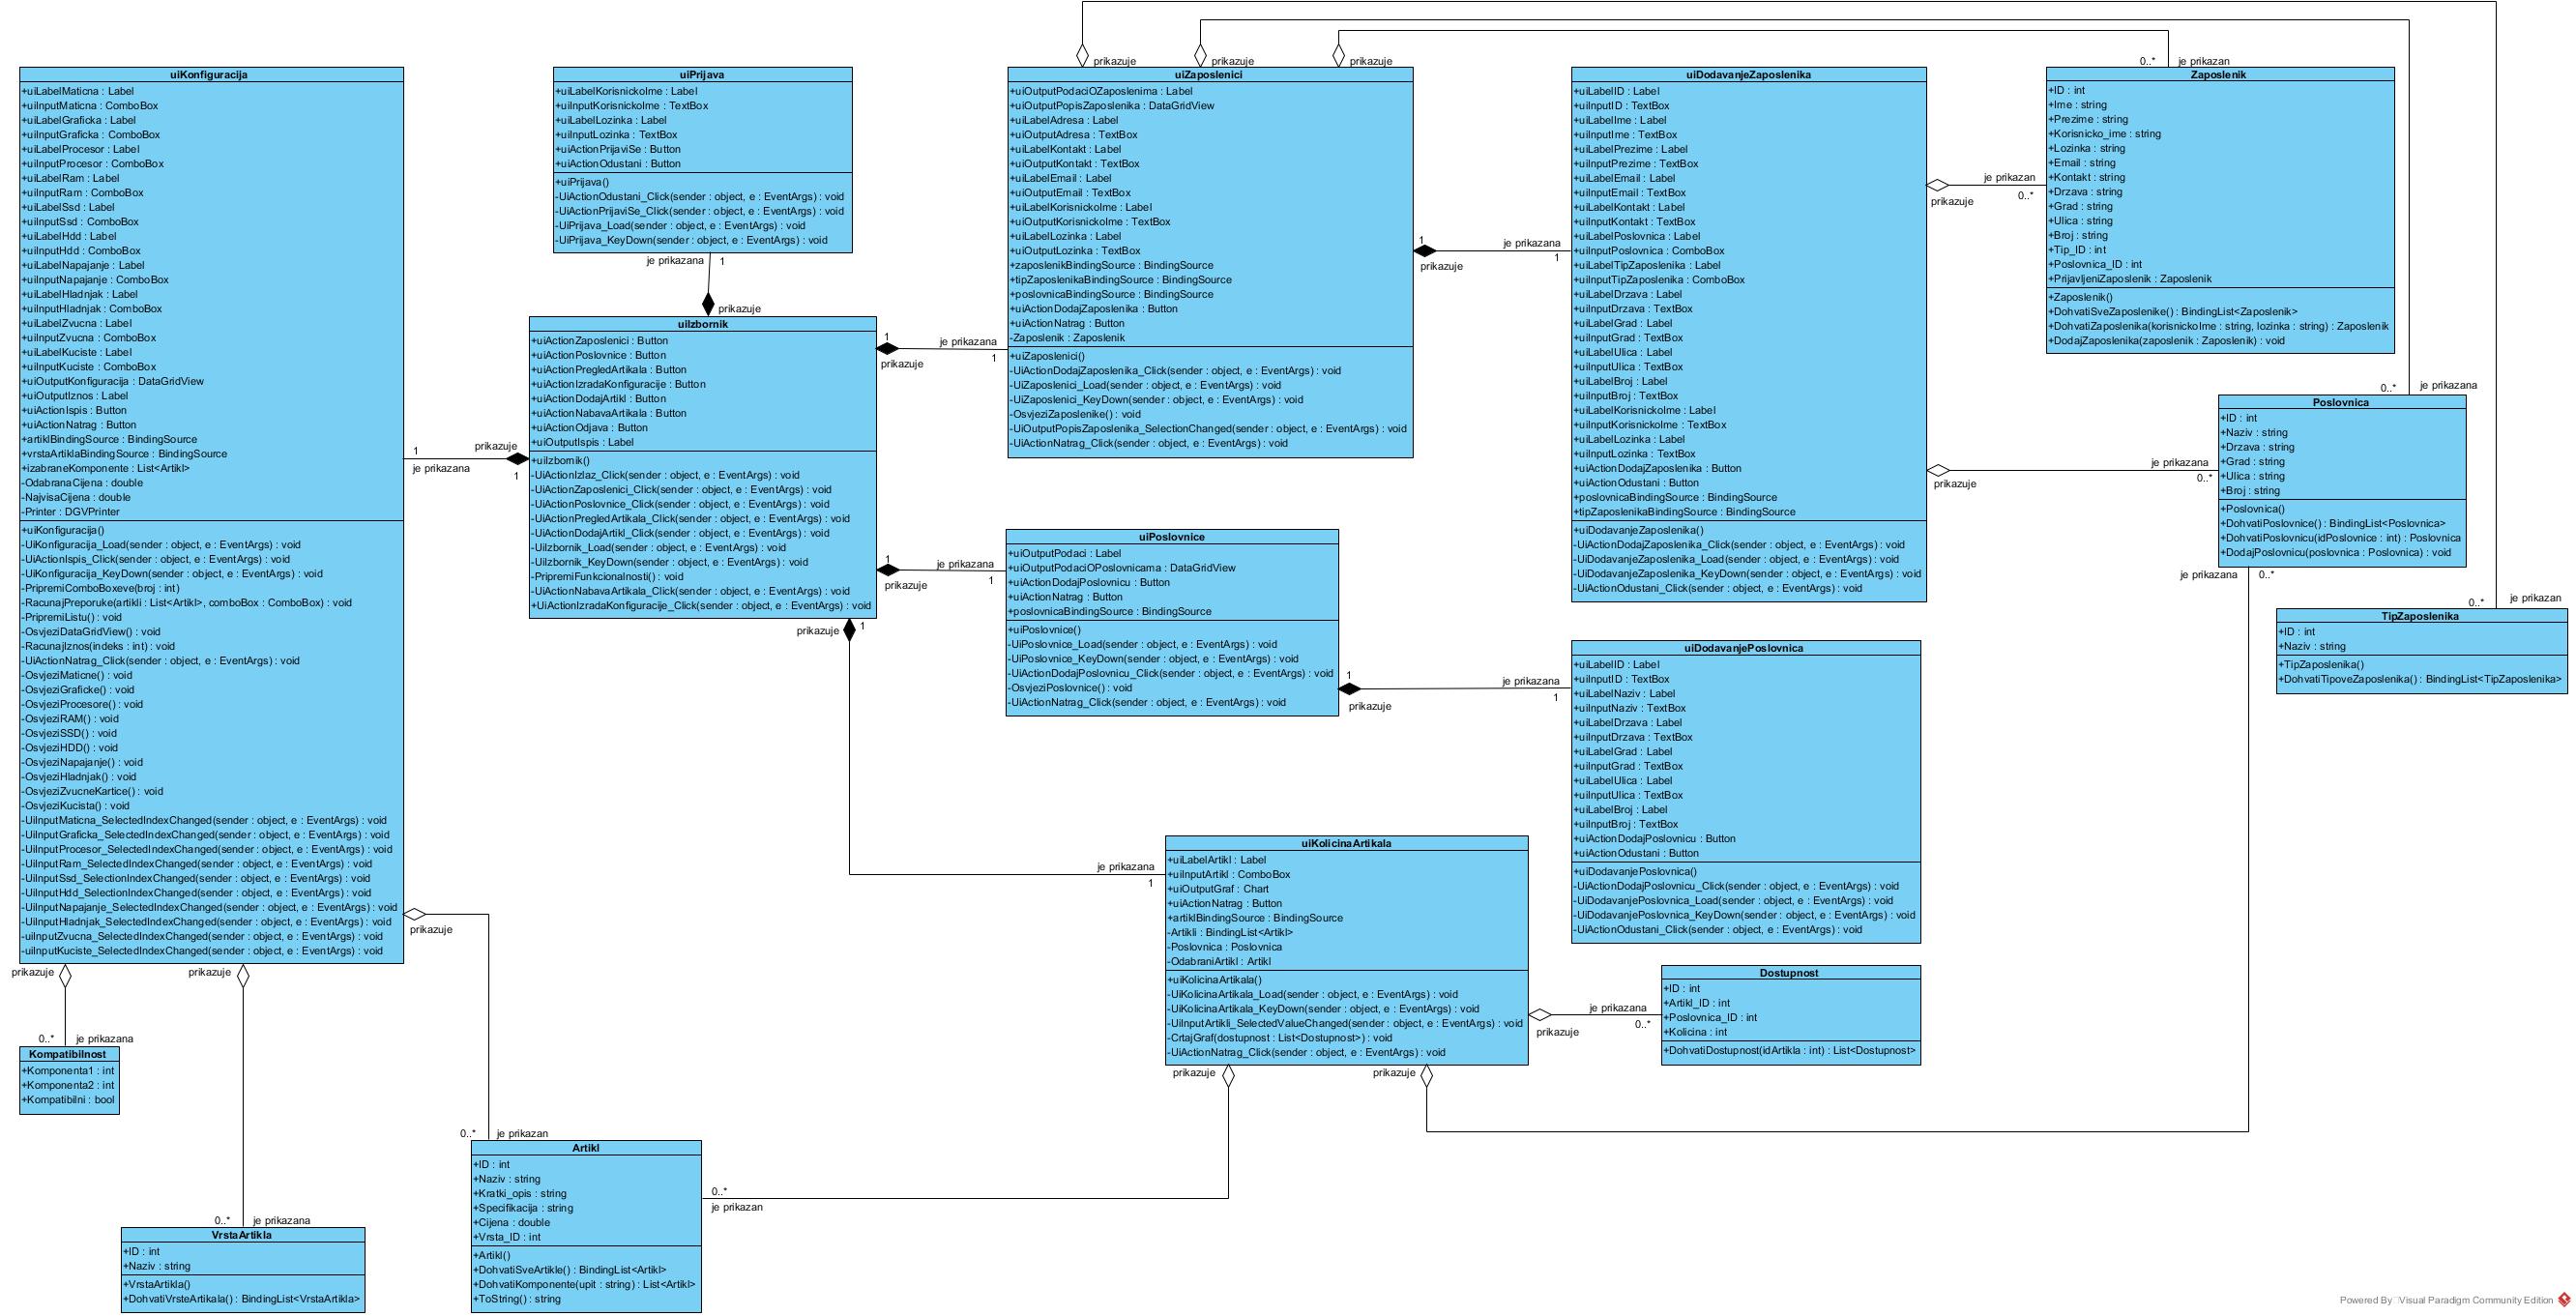 prikazuje
prikazuje
prikazuje
0..*
je prikazan
uiKonfiguracija
+uiLabelMaticna : Label
+uiInputMaticna : ComboBox
+uiLabelGraficka : Label
+uiInputGraficka : ComboBox
+uiLabelProcesor : Label
+uiInputProcesor : ComboBox
+uiLabelRam : Label
+uiInputRam : ComboBox
+uiLabelSsd : Label
+uiInputSsd : ComboBox
+uiLabelHdd : Label
+uiInputHdd : ComboBox
+uiLabelNapajanje : Label
+uiInputNapajanje : ComboBox
+uiLabelHladnjak : Label
+uiInputHladnjak : ComboBox
+uiLabelZvucna : Label
+uiInputZvucna : ComboBox
+uiLabelKuciste : Label
+uiInputKuciste : ComboBox
+uiOutputKonfiguracija : DataGridView
+uiOutputIznos : Label
+uiActionIspis : Button
+uiActionNatrag : Button
+artiklBindingSource : BindingSource
+vrstaArtiklaBindingSource : BindingSource
+izabraneKomponente : List<Artikl>
-OdabranaCijena : double
-NajvisaCijena : double
-Printer : DGVPrinter
+uiKonfiguracija()
-UiKonfiguracija_Load(sender : object, e : EventArgs) : void
-UiActionIspis_Click(sender : object, e : EventArgs) : void
-UiKonfiguracija_KeyDown(sender : object, e : EventArgs) : void
-PripremiComboBoxeve(broj : int)
-RacunajPreporuke(artikli : List<Artikl>, comboBox : ComboBox) : void
-PripremiListu() : void
-OsvjeziDataGridView() : void
-RacunajIznos(indeks : int) : void
-UiActionNatrag_Click(sender : object, e : EventArgs) : void
-OsvjeziMaticne() : void
-OsvjeziGraficke() : void
-OsvjeziProcesore() : void
-OsvjeziRAM() : void
-OsvjeziSSD() : void
-OsvjeziHDD() : void
-OsvjeziNapajanje() : void
-OsvjeziHladnjak() : void
-OsvjeziZvucneKartice() : void
-OsvjeziKucista() : void
-UiInputMaticna_SelectedIndexChanged(sender : object, e : EventArgs) : void
-UiInputGraficka_SelectedIndexChanged(sender : object, e : EventArgs) : void
-UiInputProcesor_SelectedIndexChanged(sender : object, e : EventArgs) : void
-UiInputRam_SelectedIndexChanged(sender : object, e : EventArgs) : void
-UiInputSsd_SelectionIndexChanged(sender : object, e : EventArgs) : void
-UiInputHdd_SelectionIndexChanged(sender : object, e : EventArgs) : void
-UiInputNapajanje_SelectedIndexChanged(sender : object, e : EventArgs) : void
-UiInputHladnjak_SelectedIndexChanged(sender : object, e : EventArgs) : void
-uiInputZvucna_SelectedIndexChanged(sender : object, e : EventArgs) : void
-uiInputKuciste_SelectedIndexChanged(sender : object, e : EventArgs) : void
uiPrijava
+uiLabelKorisnickoIme : Label
+uiInputKorisnickoIme : TextBox
+uiLabelLozinka : Label
+uiInputLozinka : TextBox
+uiActionPrijaviSe : Button
+uiActionOdustani : Button
+uiPrijava()
-UiActionOdustani_Click(sender : object, e : EventArgs) : void
-UiActionPrijaviSe_Click(sender : object, e : EventArgs) : void
-UiPrijava_Load(sender : object, e : EventArgs) : void
-UiPrijava_KeyDown(sender : object, e : EventArgs) : void
je prikazana
1
prikazuje
uiIzbornik
+uiActionZaposlenici : Button
+uiActionPoslovnice : Button
+uiActionPregledArtikala : Button
+uiActionIzradaKonfiguracije : Button
+uiActionDodajArtikl : Button
+uiActionNabavaArtikala : Button
+uiActionOdjava : Button
+uiOutputIspis : Label
+uiIzbornik()
-UiActionIzlaz_Click(sender : object, e : EventArgs) : void
-UiActionZaposlenici_Click(sender : object, e : EventArgs) : void
-UiActionPoslovnice_Click(sender : object, e : EventArgs) : void
-UiActionPregledArtikala_Click(sender : object, e : EventArgs) : void
-UiActionDodajArtikl_Click(sender : object, e : EventArgs) : void
-UiIzbornik_Load(sender : object, e : EventArgs) : void
-UiIzbornik_KeyDown(sender : object, e : EventArgs) : void
-PripremiFunkcionalnosti() : void
-UiActionNabavaArtikala_Click(sender : object, e : EventArgs) : void
+UiActionIzradaKonfiguracije_Click(sender : object, e : EventArgs) : void
1
je prikazana
prikazuje
1
1
prikazuje
je prikazana
1
1
prikazuje
je prikazana
1
prikazuje
1
je prikazana
1
uiZaposlenici
+uiOutputPodaciOZaposlenima : Label
+uiOutputPopisZaposlenika : DataGridView
+uiLabelAdresa : Label
+uiOutputAdresa : TextBox
+uiLabelKontakt : Label
+uiOutputKontakt : TextBox
+uiLabelEmail : Label
+uiOutputEmail : TextBox
+uiLabelKorisnickoIme : Label
+uiOutputKorisnickoIme : TextBox
+uiLabelLozinka : Label
+uiOutputLozinka : TextBox
+zaposlenikBindingSource : BindingSource
+tipZaposlenikaBindingSource : BindingSource
+poslovnicaBindingSource : BindingSource
+uiActionDodajZaposlenika : Button
+uiActionNatrag : Button
-Zaposlenik : Zaposlenik
+uiZaposlenici()
-UiActionDodajZaposlenika_Click(sender : object, e : EventArgs) : void
-UiZaposlenici_Load(sender : object, e : EventArgs) : void
-UiZaposlenici_KeyDown(sender : object, e : EventArgs) : void
-OsvjeziZaposlenike() : void
-UiOutputPopisZaposlenika_SelectionChanged(sender : object, e : EventArgs) : void
-UiActionNatrag_Click(sender : object, e : EventArgs) : void
1
prikazuje
je prikazana
1
uiPoslovnice
+uiOutputPodaci : Label
+uiOutputPodaciOPoslovnicama : DataGridView
+uiActionDodajPoslovnicu : Button
+uiActionNatrag : Button
+poslovnicaBindingSource : BindingSource
+uiPoslovnice()
-UiPoslovnice_Load(sender : object, e : EventArgs) : void
-UiPoslovnice_KeyDown(sender : object, e : EventArgs) : void
-UiActionDodajPoslovnicu_Click(sender : object, e : EventArgs) : void
-OsvjeziPoslovnice() : void
-UiActionNatrag_Click(sender : object, e : EventArgs) : void
1
prikazuje
je prikazana
1
uiDodavanjeZaposlenika
+uiLabelID : Label
+uiInputID : TextBox
+uiLabelIme : Label
+uiInputIme : TextBox
+uiLabelPrezime : Label
+uiInputPrezime : TextBox
+uiLabelEmail : Label
+uiInputEmail : TextBox
+uiLabelKontakt : Label
+uiInputKontakt : TextBox
+uiLabelPoslovnica : Label
+uiInputPoslovnica : ComboBox
+uiLabelTipZaposlenika : Label
+uiInputTipZaposlenika : ComboBox
+uiLabelDrzava : Label
+uiInputDrzava : TextBox
+uiLabelGrad : Label
+uiInputGrad : TextBox
+uiLabelUlica : Label
+uiInputUlica : TextBox
+uiLabelBroj : Label
+uiInputBroj : TextBox
+uiLabelKorisnickoIme : Label
+uiInputKorisnickoIme : TextBox
+uiLabelLozinka : Label
+uiInputLozinka : TextBox
+uiActionDodajZaposlenika : Button
+uiActionOdustani : Button
+poslovnicaBindingSource : BindingSource
+tipZaposlenikaBindingSource : BindingSource
+uiDodavanjeZaposlenika()
-UiActionDodajZaposlenika_Click(sender : object, e : EventArgs) : void
-UiDodavanjeZaposlenika_Load(sender : object, e : EventArgs) : void
-UiDodavanjeZaposlenika_KeyDown(sender : object, e : EventArgs) : void
-UiActionOdustani_Click(sender : object, e : EventArgs) : void
prikazuje
je prikazan
0..*
prikazuje
je prikazana
0..*
Zaposlenik
+ID : int
+Ime : string
+Prezime : string
+Korisnicko_ime : string
+Lozinka : string
+Email : string
+Kontakt : string
+Drzava : string
+Grad : string
+Ulica : string
+Broj : string
+Tip_ID : int
+Poslovnica_ID : int
+PrijavljeniZaposlenik : Zaposlenik
+Zaposlenik()
+DohvatiSveZaposlenike() : BindingList<Zaposlenik>
+DohvatiZaposlenika(korisnickoIme : string, lozinka : string) : Zaposlenik
+DodajZaposlenika(zaposlenik : Zaposlenik) : void
0..*
je prikazana
Poslovnica
+ID : int
+Naziv : string
+Drzava : string
+Grad : string
+Ulica : string
+Broj : string
+Poslovnica()
+DohvatiPoslovnice() : BindingList<Poslovnica>
+DohvatiPoslovnicu(idPoslovnice : int) : Poslovnica
+DodajPoslovnicu(poslovnica : Poslovnica) : void
je prikazana
0..*
0..*
je prikazan
TipZaposlenika
+ID : int
+Naziv : string
+TipZaposlenika()
+DohvatiTipoveZaposlenika() : BindingList<TipZaposlenika>
uiDodavanjePoslovnica
+uiLabelID : Label
+uiInputID : TextBox
+uiLabelNaziv : Label
+uiInputNaziv : TextBox
+uiLabelDrzava : Label
+uiInputDrzava : TextBox
+uiLabelGrad : Label
+uiInputGrad : TextBox
+uiLabelUlica : Label
+uiInputUlica : TextBox
+uiLabelBroj : Label
+uiInputBroj : TextBox
+uiActionDodajPoslovnicu : Button
+uiActionOdustani : Button
+uiDodavanjePoslovnica()
-UiActionDodajPoslovnicu_Click(sender : object, e : EventArgs) : void
-UiDodavanjePoslovnica_Load(sender : object, e : EventArgs) : void
-UiDodavanjePoslovnica_KeyDown(sender : object, e : EventArgs) : void
-UiActionOdustani_Click(sender : object, e : EventArgs) : void
uiKolicinaArtikala
+uiLabelArtikl : Label
+uiInputArtikl : ComboBox
+uiOutputGraf : Chart
+uiActionNatrag : Button
+artiklBindingSource : BindingSource
-Artikli : BindingList<Artikl>
-Poslovnica : Poslovnica
-OdabraniArtikl : Artikl
+uiKolicinaArtikala()
-UiKolicinaArtikala_Load(sender : object, e : EventArgs) : void
-UiKolicinaArtikala_KeyDown(sender : object, e : EventArgs) : void
-UiInputArtikli_SelectedValueChanged(sender : object, e : EventArgs) : void
-CrtajGraf(dostupnost : List<Dostupnost>) : void
-UiActionNatrag_Click(sender : object, e : EventArgs) : void
prikazuje
je prikazana
0..*
prikazuje
prikazuje
Dostupnost
+ID : int
+Artikl_ID : int
+Poslovnica_ID : int
+Kolicina : int
+DohvatiDostupnost(idArtikla : int) : List<Dostupnost>
prikazuje
prikazuje
prikazuje
0..*
je prikazana
Kompatibilnost
+Komponenta1 : int
+Komponenta2 : int
+Kompatibilni : bool
0..*
je prikazana
VrstaArtikla
+ID : int
+Naziv : string
+VrstaArtikla()
+DohvatiVrsteArtikala() : BindingList<VrstaArtikla>
0..*
je prikazan
Artikl
+ID : int
+Naziv : string
+Kratki_opis : string
+Specifikacija : string
+Cijena : double
+Vrsta_ID : int
+Artikl()
+DohvatiSveArtikle() : BindingList<Artikl>
+DohvatiKomponente(upit : string) : List<Artikl>
+ToString() : string
0..*
je prikazan
Powered By Visual Paradigm Community Edition